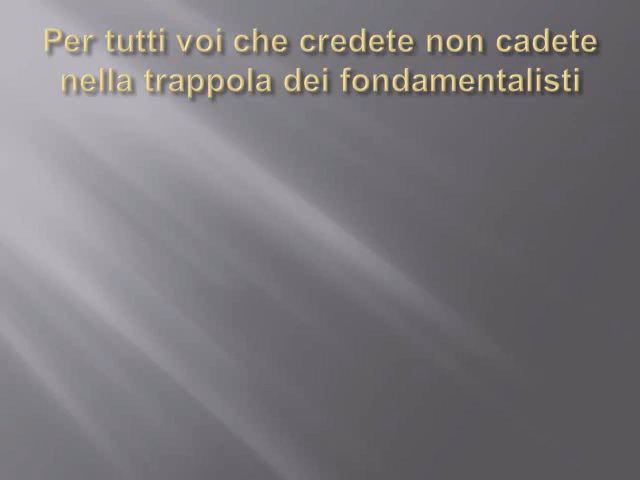 Per tutti voi che credete non cadete
nella trappola dei fondamentalisti